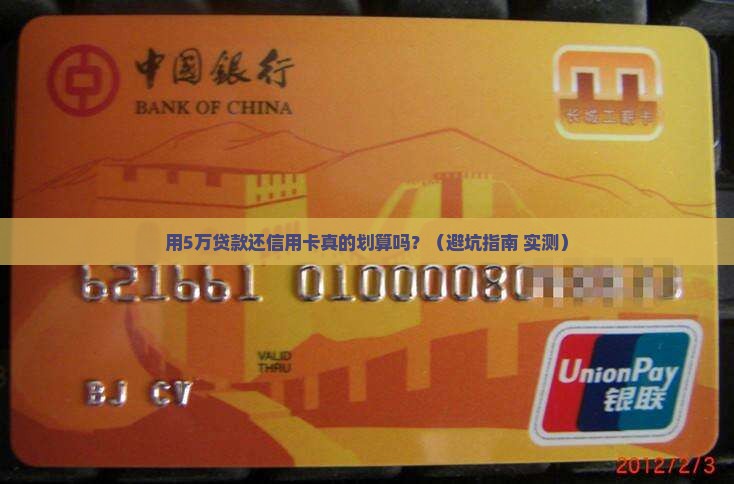 中国銀行
BANK OF CHINA
长城工薪卡
用5万贷款还信用卡真的划算吗？（避坑指南 实测）
621661 01000080
VALID
THRU
BJ CV
UnionPay
银联
2012/2/3